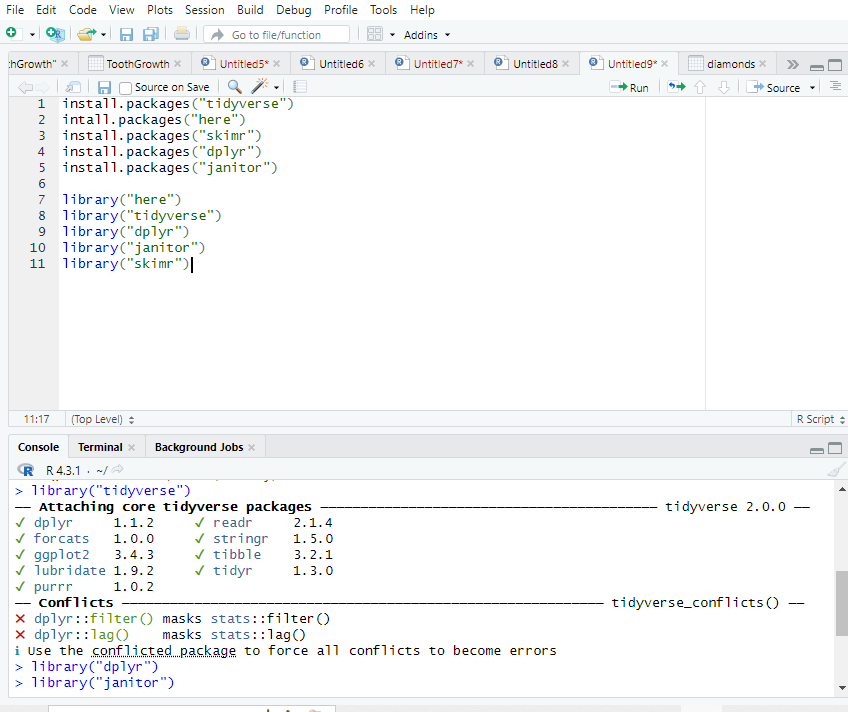 File Edit Code View Plots Session Build Debug Profile Tools Help
Go to file/function Addins
hGrowth" ToothGrowth Untitled5* Untitled6 Untitled7* Untitled8 Untitled9* diamonds
Source on Save Run Source
1 install.packages("tidyverse")
2 intall.packages("here")
3 install.packages("skimr")
4 install.packages("dplyr")
5 install.packages("janitor")
6
7 library("here")
8 library("tidyverse")
9 library("dplyr")
10 library("janitor")
11 library("skimr")
11:17 (Top Level) R Script
Console Terminal Background Jobs
R 4.3.1 · ~/
> library("tidyverse")
── Attaching core tidyverse packages ── tidyverse 2.0.0 ──
✓ dplyr 1.1.2 ✓ readr 2.1.4
✓ forcats 1.0.0 ✓ stringr 1.5.0
✓ ggplot2 3.4.3 ✓ tibble 3.2.1
✓ lubridate 1.9.2 ✓ tidyr 1.3.0
✓ purrr 1.0.2
── Conflicts ── tidyverse_conflicts() ──
✕ dplyr::filter() masks stats::filter()
✕ dplyr::lag() masks stats::lag()
ℹ Use the conflicted package to force all conflicts to become errors
> library("dplyr")
> library("janitor")